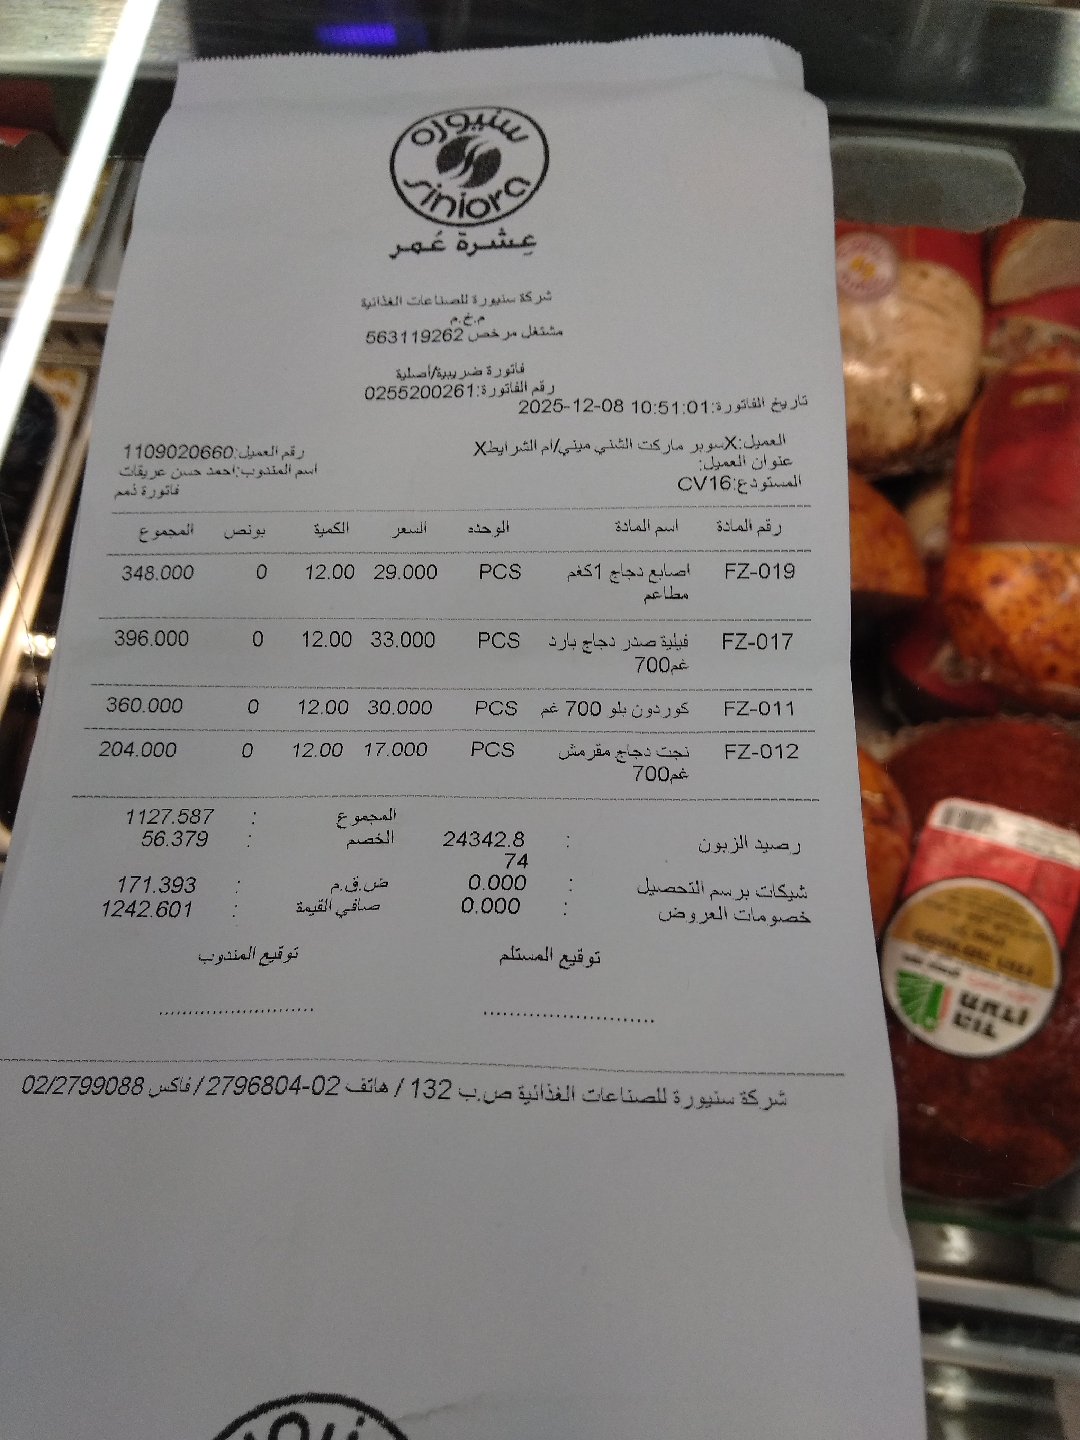 سنيورة
siniora
عِشرة عُمر
شركة سنيورة للصناعات الغذائية
م.خ.م
مشتغل مرخص 563119262
فاتورة ضريبية/أصلية
رقم الفاتورة:0255200261
تاريخ الفاتورة:2025-12-08 10:51:01
العميل:Xسوبر ماركت الشني ميني/ام الشرايطX
رقم العميل:1109020660
عنوان العميل:
اسم المندوب:احمد حسن عريقات
المستودع:CV16
فاتورة ذمم
رقم المادة اسم المادة الوحده السعر الكمية بونص المجموع
FZ-019 اصابع دجاج 1كغم PCS 29.000 12.00 0 348.000
مطاعم
FZ-017 فيلية صدر دجاج بارد PCS 33.000 12.00 0 396.000
700غم
FZ-011 كوردون بلو 700 غم PCS 30.000 12.00 0 360.000
FZ-012 نجت دجاج مقرمش PCS 17.000 12.00 0 204.000
700غم
المجموع : 1127.587
رصيد الزبون : 24342.8
74
الخصم : 56.379
شيكات برسم التحصيل : 0.000
ض.ق.م : 171.393
خصومات العروض : 0.000
صافي القيمة : 1242.601
توقيع المستلم توقيع المندوب
شركة سنيورة للصناعات الغذائية ص.ب 132 / هاتف 02-2796804 / فاكس 02/2799088